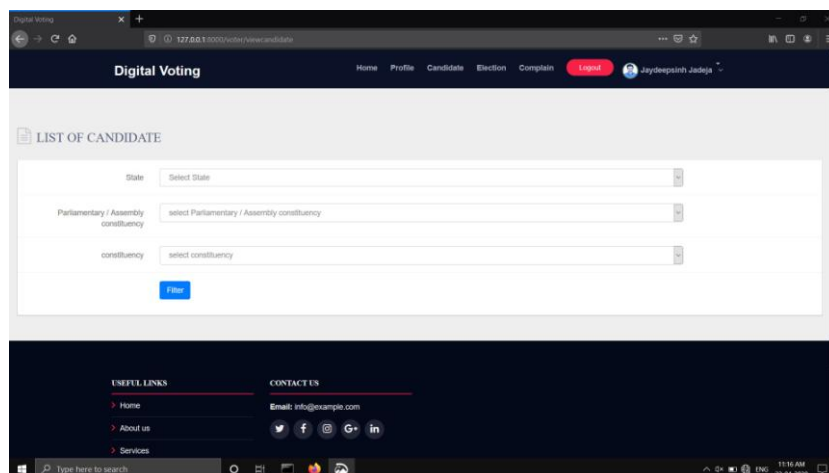 Digital Voting
127.0.0.1:8000/voter/viewcandidate
Digital Voting
Home Profile Candidate Election Complain Logout Jaydeepsinh Jadeja
LIST OF CANDIDATE
State Select State
Parliamentary / Assembly constituency select Parliamentary / Assembly constituency
constituency select constituency
Filter
USEFUL LINKS
Home
About us
Services
CONTACT US
Email: info@example.com
Type here to search
ENG 11:16 AM